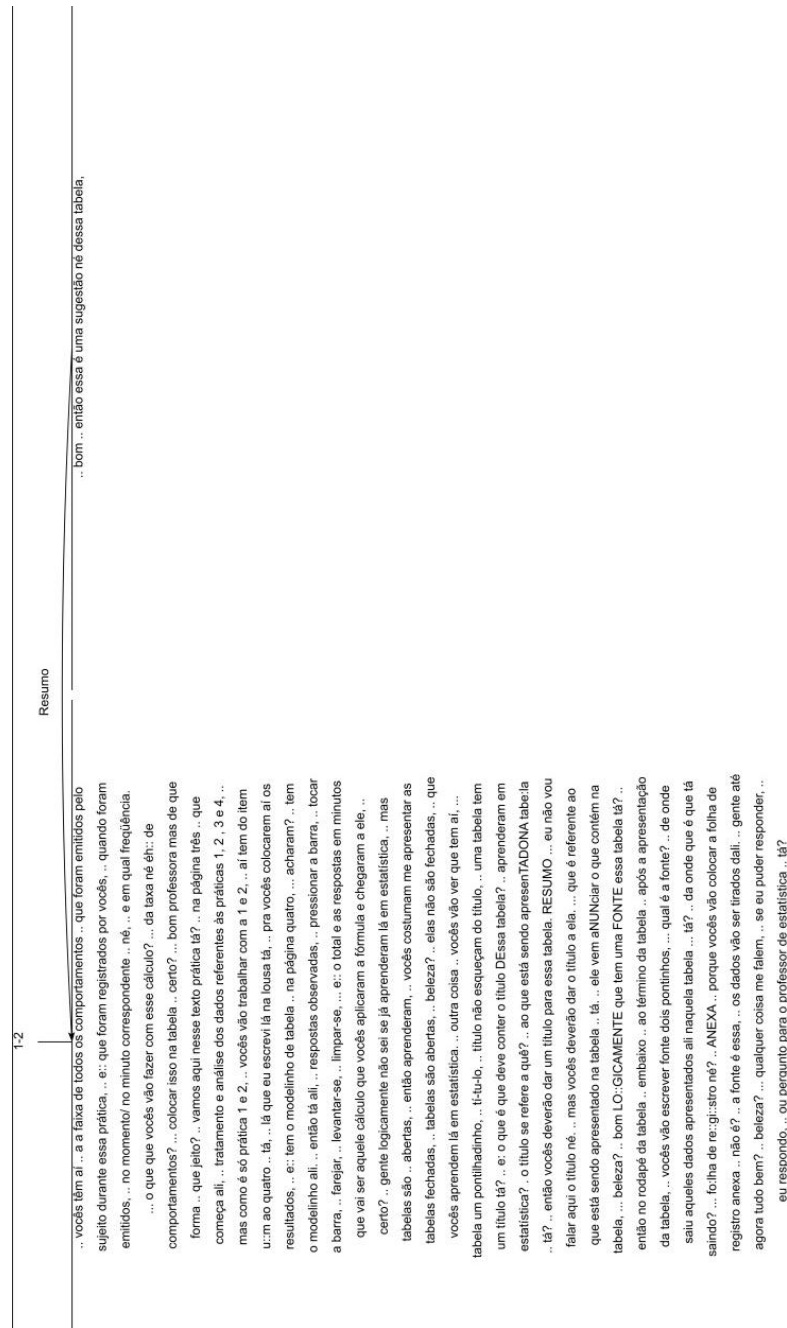 1-2
Resumo
.. vocês têm aí .. a a faixa de todos os comportamentos .. que foram emitidos pelo
sujeito durante essa prática, .. e:: que foram registrados por vocês, .. quando foram
emitidos, .. no momento/ no minuto correspondente .. né, .. e em qual freqüência.
... o que que vocês vão fazer com esse cálculo? ... da taxa né éh:: de
comportamentos? ... colocar isso na tabela .. certo? ... bom professora mas de que
forma .. que jeito? .. vamos aqui nesse texto prática tá? .. na página três .. que
começa ali, .. tratamento e análise dos dados referentes às práticas 1, 2 , 3 e 4, ..
mas como é só prática 1 e 2, .. vocês vão trabalhar com a 1 e 2, .. aí tem do item
u::m ao quatro .. tá, .. lá que eu escrevi lá na lousa tá, .. pra vocês colocarem aí os
resultados, .. e:: tem o modelinho de tabela .. na página quatro, ... acharam? .. tem
o modelinho ali. .. então tá ali, .. respostas observadas, .. pressionar a barra, .. tocar
a barra, .. farejar, .. levantar-se, .. limpar-se, ... e:: o total e as respostas em minutos
que vai ser aquele cálculo que vocês aplicaram a fórmula e chegaram a ele, ..
certo? .. gente logicamente não sei se já aprenderam lá em estatística, .. mas
tabelas são .. abertas, .. então aprenderam, .. vocês costumam me apresentar as
tabelas fechadas, .. tabelas são abertas, .. beleza? .. elas não são fechadas, .. que
vocês aprendem lá em estatística. .. outra coisa .. vocês vão ver que tem aí, ...
tabela um pontilhadinho, .. tí-tu-lo, .. título não esqueçam do título, .. uma tabela tem
um título tá? .. e: o que é que deve conter o título DEssa tabela? .. aprenderam em
estatística? . o título se refere a quê? .. ao que está sendo apresenTADONA tabe:la
.. tá? .. então vocês deverão dar um título para essa tabela. RESUMO ... eu não vou
falar aqui o título né. .. mas vocês deverão dar o título a ela. ... que é referente ao
que está sendo apresentado na tabela .. tá. .. ele vem aNUNciar o que contém na
tabela, ... beleza? .. bom LO::GICAMENTE que tem uma FONTE essa tabela tá? ..
então no rodapé da tabela .. embaixo .. ao término da tabela .. após a apresentação
da tabela, .. vocês vão escrever fonte dois pontinhos, ... qual é a fonte? .. de onde
saiu aqueles dados apresentados ali naquela tabela ... tá? .. da onde que é que tá
saindo? ... fo:lha de re::gi::stro né? .. ANEXA .. porque vocês vão colocar a folha de
registro anexa .. não é? .. a fonte é essa, .. os dados vão ser tirados dali. .. gente até
agora tudo bem? .. beleza? ... qualquer coisa me falem, .. se eu puder responder, ..
eu respondo. .. ou pergunto para o professor de estatística .. tá?
.. bom .. então essa é uma sugestão né dessa tabela,